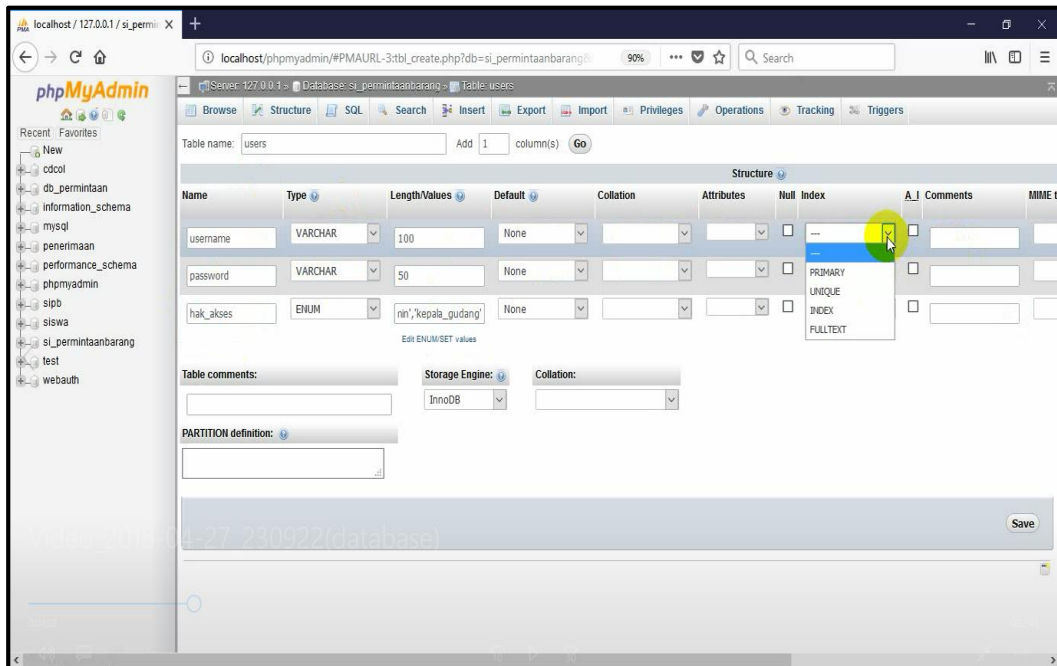 localhost / 127.0.0.1 / si_permin
localhost/phpmyadmin/#PMAURL-3:tbl_create.php?db=si_permintaanbarang
90%
Search
phpMyAdmin
Recent Favorites
New
cdcol
db_permintaan
information_schema
mysql
penerimaan
performance_schema
phpmyadmin
sipb
siswa
si_permintaanbarang
test
webauth
Server: 127.0.0.1 » Database: si_permintaanbarang » Table: users
Browse Structure SQL Search Insert Export Import Privileges Operations Tracking Triggers
Table name: users Add 1 column(s) Go
Structure
Name Type Length/Values Default Collation Attributes Null Index A_I Comments MIME t
username VARCHAR 100 None ---
---
password VARCHAR 50 None PRIMARY
UNIQUE
hak_akses ENUM nin','kepala_gudang' None INDEX
FULLTEXT
Edit ENUM/SET values
Table comments: Storage Engine: Collation:
InnoDB
PARTITION definition:
Save
04-27_230922(database)